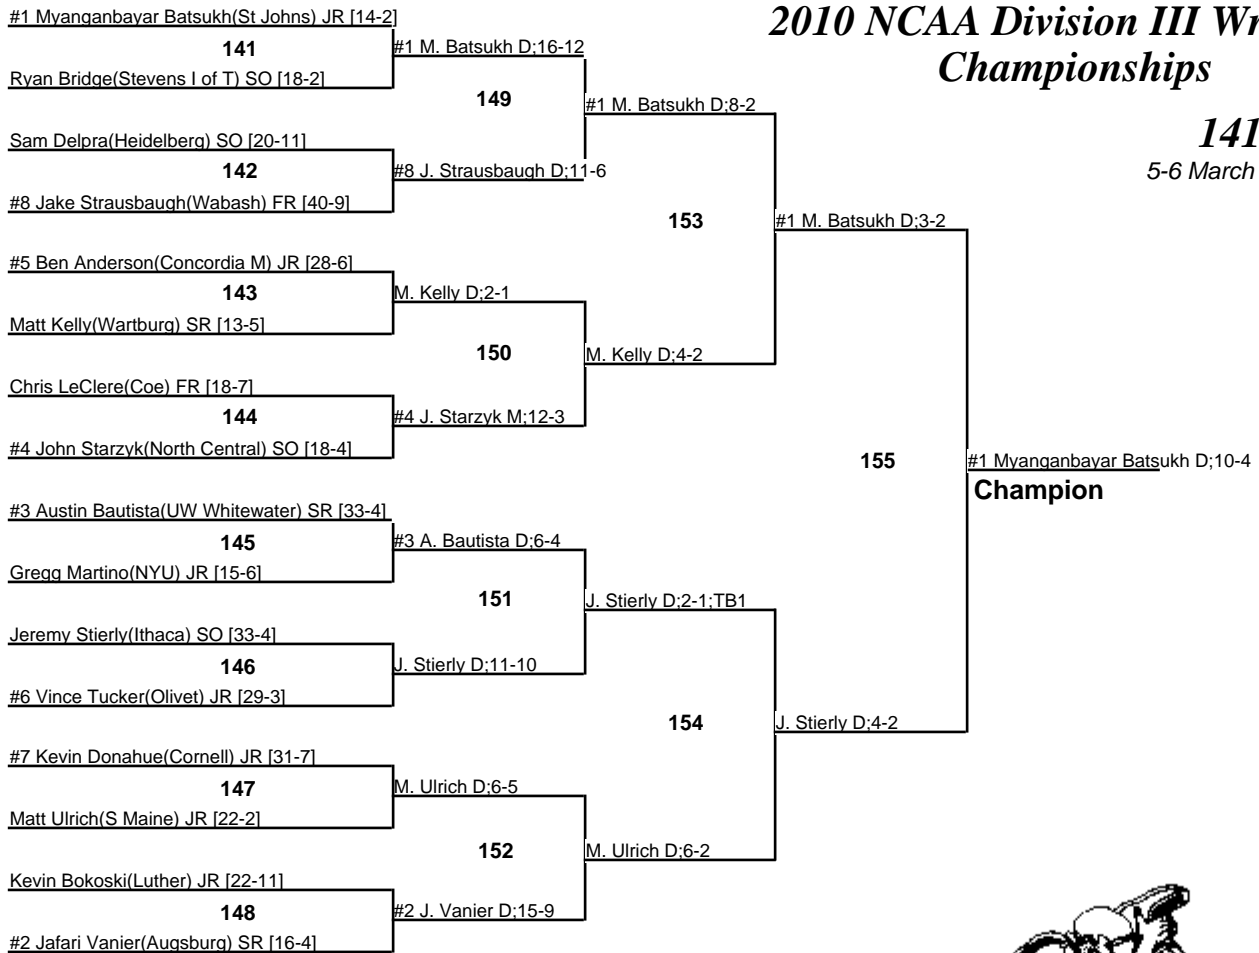 2010 NCAA Division III Wr
Championships
141
5-6 March
#1 Myanganbayar Batsukh(St Johns) JR [14-2]
141
Ryan Bridge(Stevens I of T) SO [18-2]
Sam Delpra(Heidelberg) SO [20-11]
142
#8 Jake Strausbaugh(Wabash) FR [40-9]
#5 Ben Anderson(Concordia M) JR [28-6]
143
Matt Kelly(Wartburg) SR [13-5]
Chris LeClere(Coe) FR [18-7]
144
#4 John Starzyk(North Central) SO [18-4]
#3 Austin Bautista(UW Whitewater) SR [33-4]
145
Gregg Martino(NYU) JR [15-6]
Jeremy Stierly(Ithaca) SO [33-4]
146
#6 Vince Tucker(Olivet) JR [29-3]
#7 Kevin Donahue(Cornell) JR [31-7]
147
Matt Ulrich(S Maine) JR [22-2]
Kevin Bokoski(Luther) JR [22-11]
148
#2 Jafari Vanier(Augsburg) SR [16-4]
#1 M. Batsukh D;16-12
149
#8 J. Strausbaugh D;11-6
M. Kelly D;2-1
150
#4 J. Starzyk M;12-3
#3 A. Bautista D;6-4
151
J. Stierly D;11-10
M. Ulrich D;6-5
152
#2 J. Vanier D;15-9
#1 M. Batsukh D;8-2
153
M. Kelly D;4-2
J. Stierly D;2-1;TB1
154
M. Ulrich D;6-2
#1 M. Batsukh D;3-2
155
J. Stierly D;4-2
#1 Myanganbayar Batsukh D;10-4
Champion